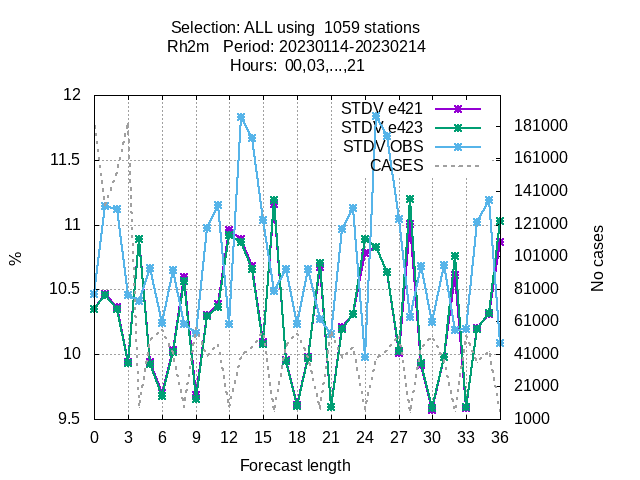 Selection: ALL using  1059 stations
Rh2m   Period: 20230114-20230214
Hours:  00,03,...,21
12
11.5
11
10.5
10
9.5
%
STDV e421
STDV e423
STDV OBS
CASES
181000
161000
141000
121000
101000
81000
61000
41000
21000
1000
No cases
0 3 6 9 12 15 18 21 24 27 30 33 36
Forecast length